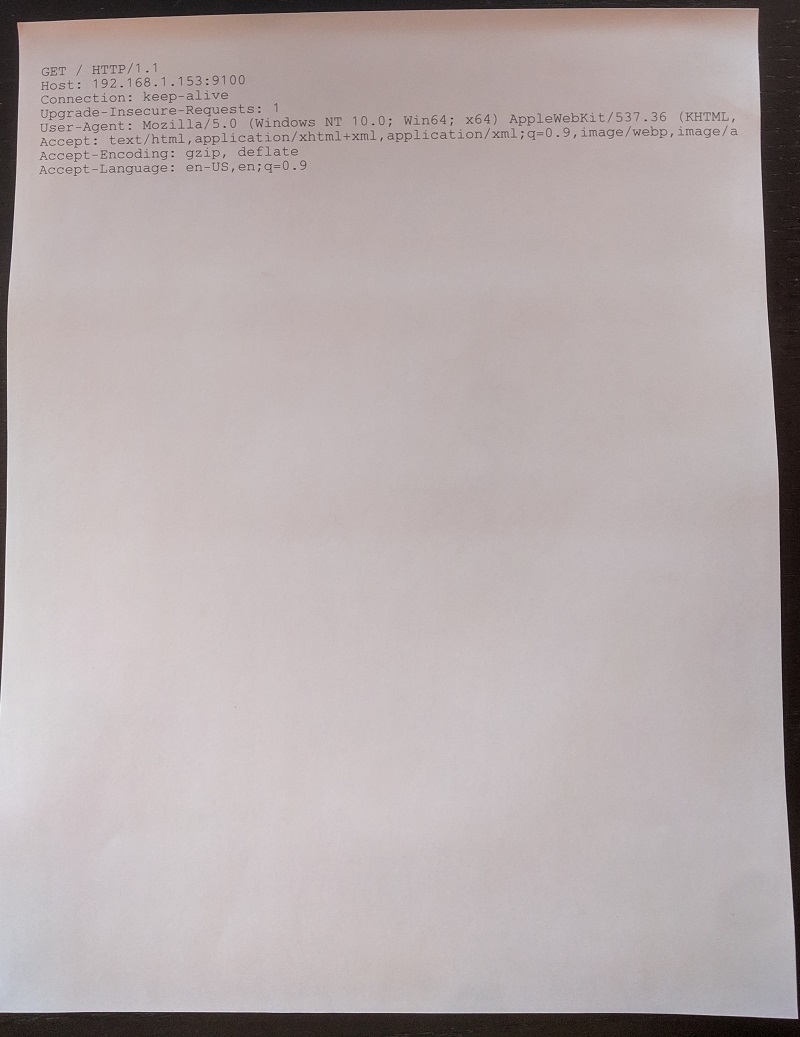 GET / HTTP/1.1
Host: 192.168.1.153:9100
Connection: keep-alive
Upgrade-Insecure-Requests: 1
User-Agent: Mozilla/5.0 (Windows NT 10.0; Win64; x64) AppleWebKit/537.36 (KHTML,
Accept: text/html,application/xhtml+xml,application/xml;q=0.9,image/webp,image/a
Accept-Encoding: gzip, deflate
Accept-Language: en-US,en;q=0.9